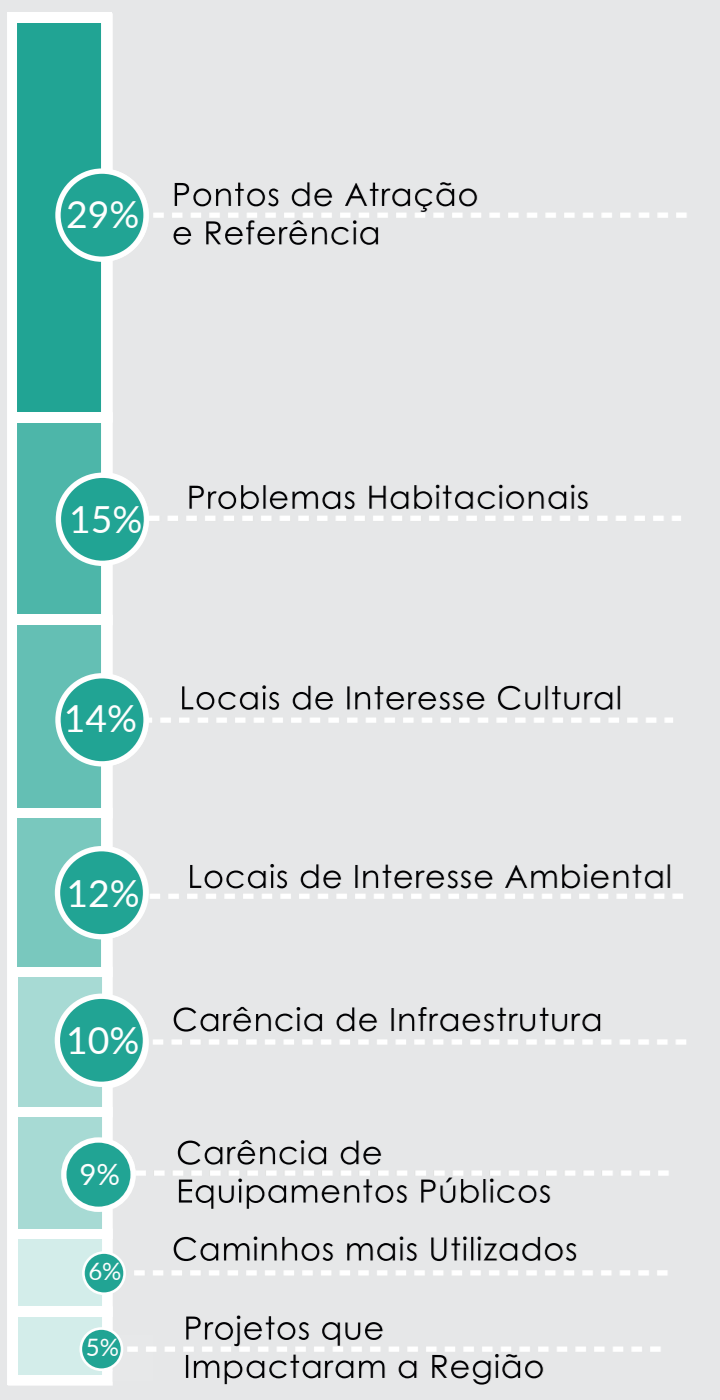 29%
Pontos de Atração
e Referência
15%
Problemas Habitacionais
14%
Locais de Interesse Cultural
12%
Locais de Interesse Ambiental
10%
Carência de Infraestrutura
9%
Carência de
Equipamentos Públicos
6%
Caminhos mais Utilizados
5%
Projetos que
Impactaram a Região